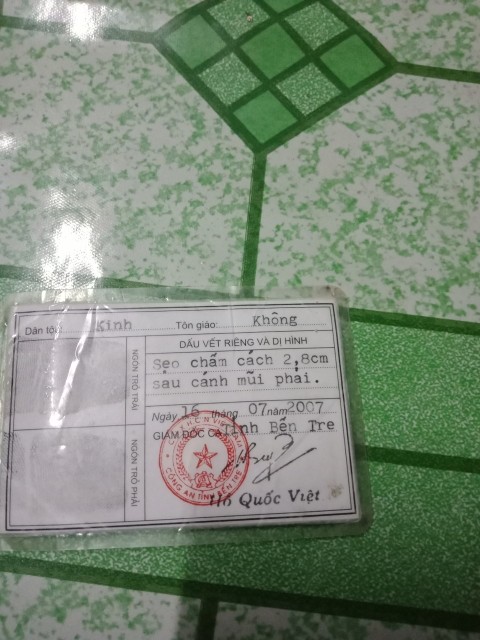 Dân tộc: Kinh Tôn giáo: Không
NGÓN TRỎ TRÁI
NGÓN TRỎ PHẢI
DẤU VẾT RIÊNG VÀ DỊ HÌNH
Sẹo chấm cách 2,8cm
sau cánh mũi phải.
Ngày 16 tháng 07 năm 2007
GIÁM ĐỐC CA Tỉnh Bến Tre
C.H.X.H.C.N VIỆT NAM
CÔNG AN TỈNH BẾN TRE
Hồ Quốc Việt